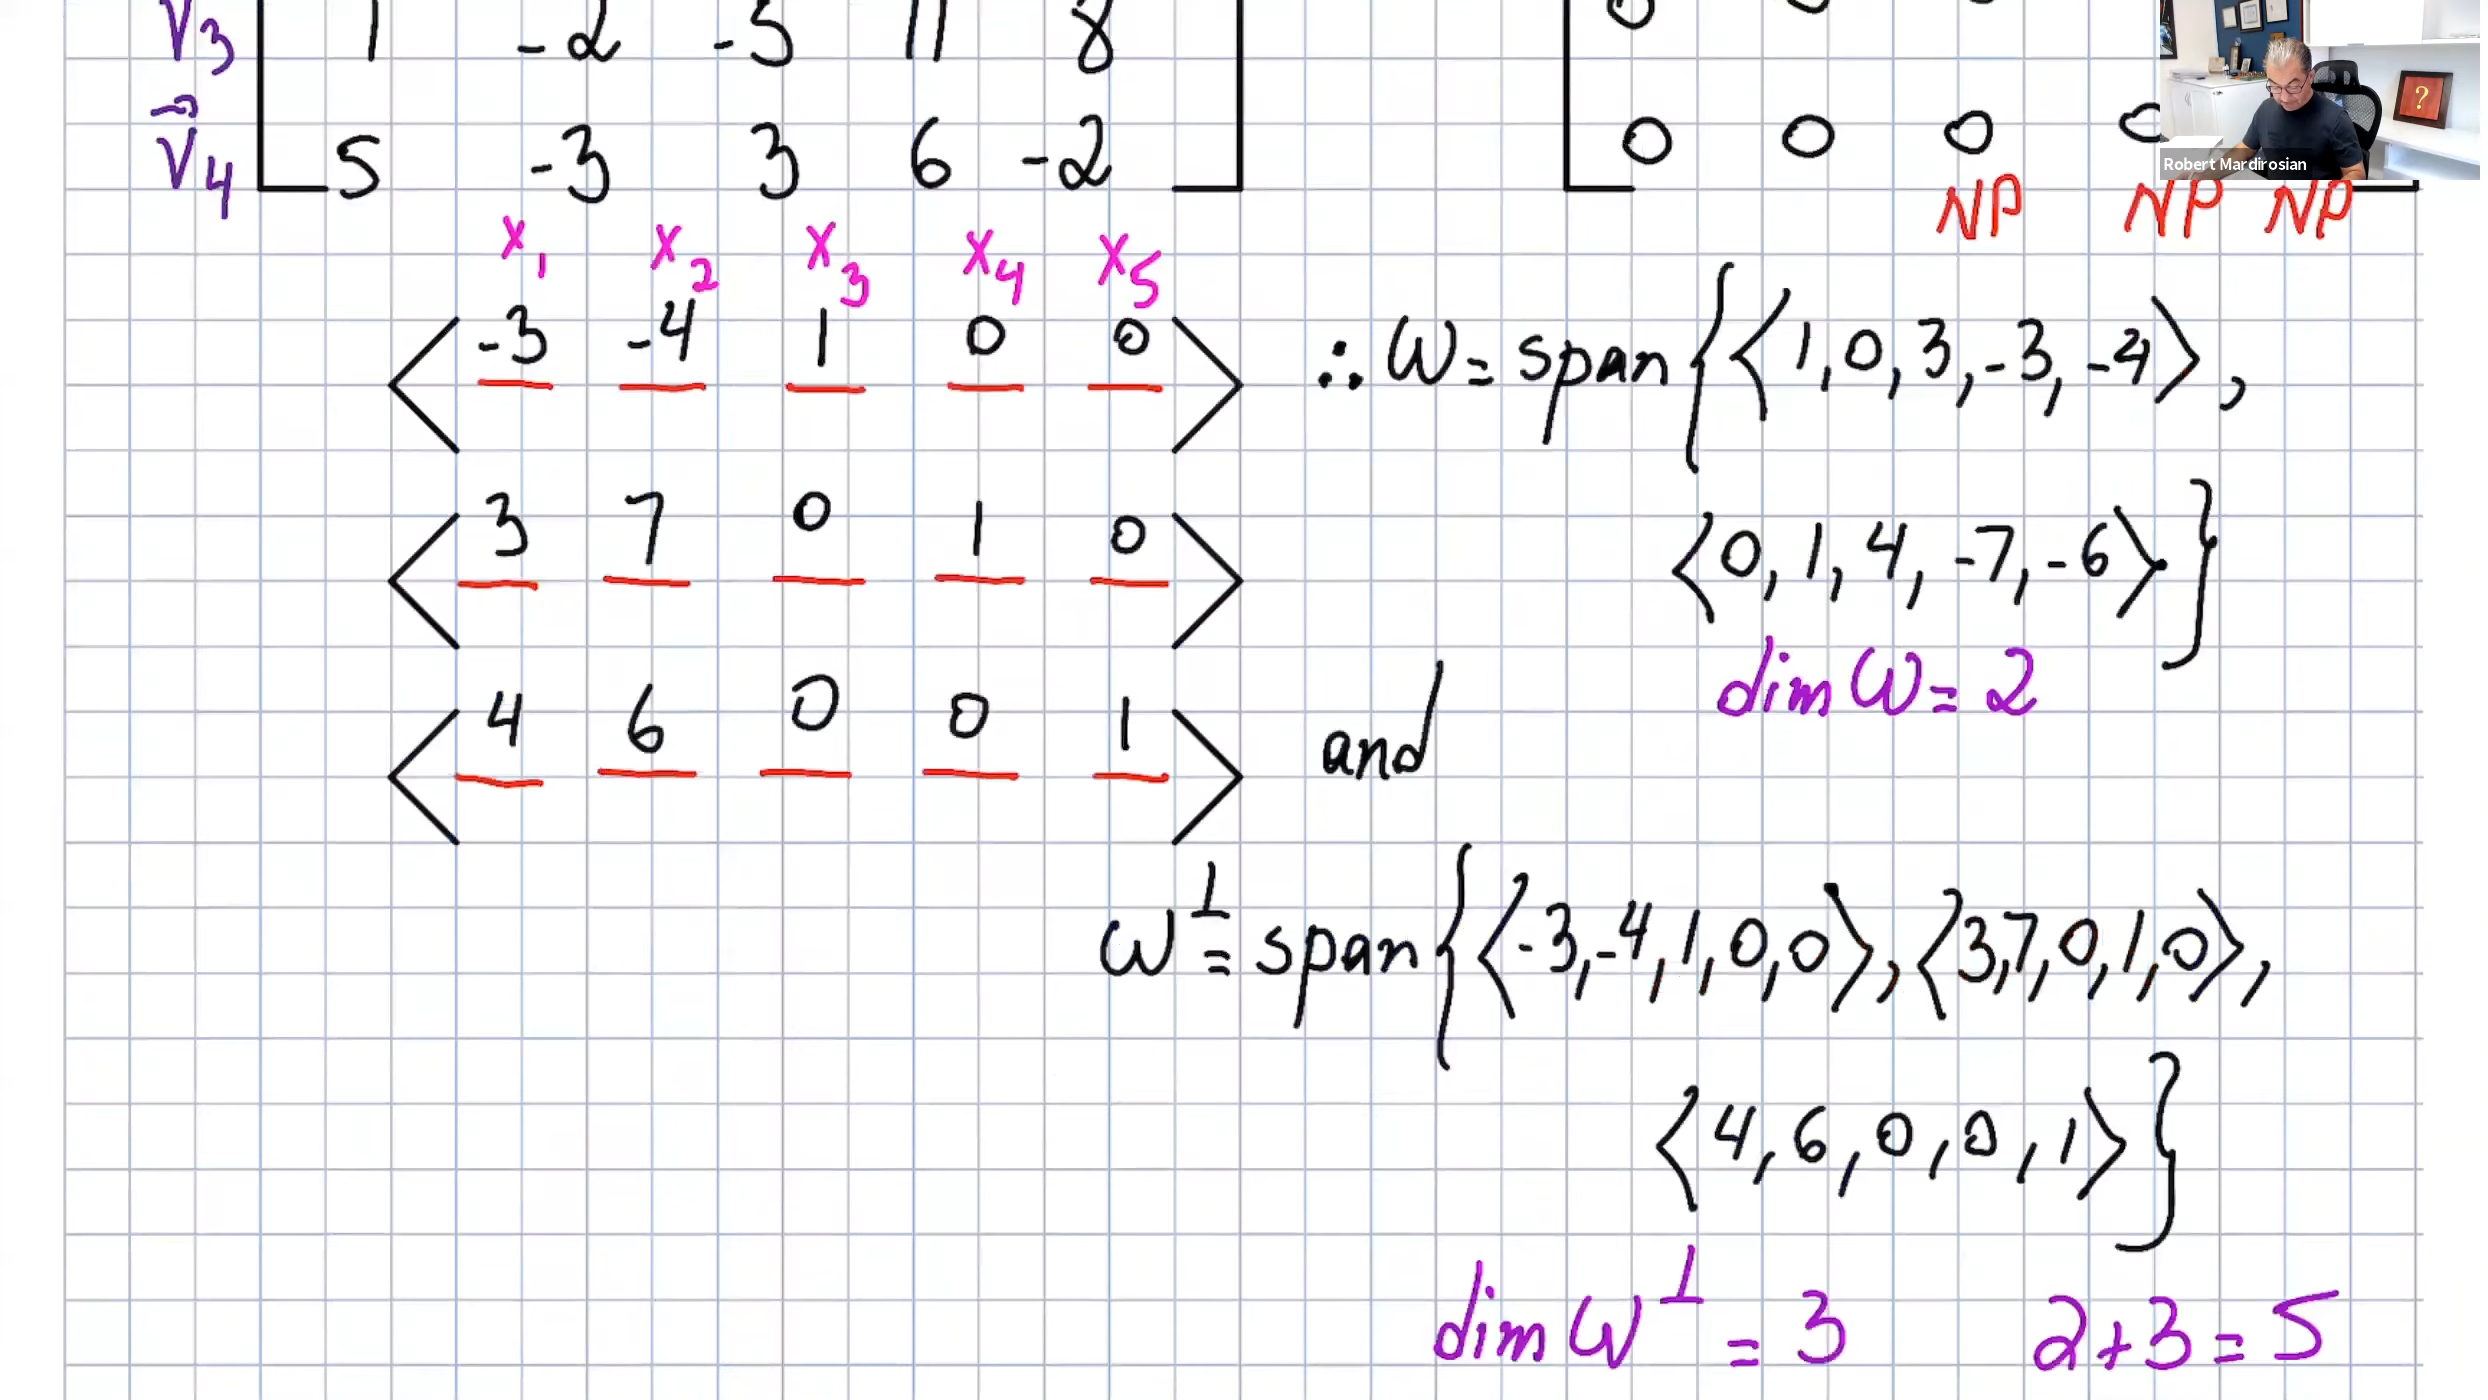 V3 1 -2 -5 11 8
0
V4 5 -3 3 6 -2
0 0 0 0
NP NP NP
Robert Mardirosian
?
x1 x2 x3 x4 x5
⟨-3 -4 1 0 0⟩
∴ W = span{⟨1,0,3,-3,-4⟩,
⟨3 7 0 1 0⟩
⟨0,1,4,-7,-6⟩}
dim W = 2
⟨4 6 0 0 1⟩
and
W⊥ = span{⟨-3,-4,1,0,0⟩,⟨3,7,0,1,0⟩,
⟨4,6,0,0,1⟩}
dim W⊥ = 3 2+3=5